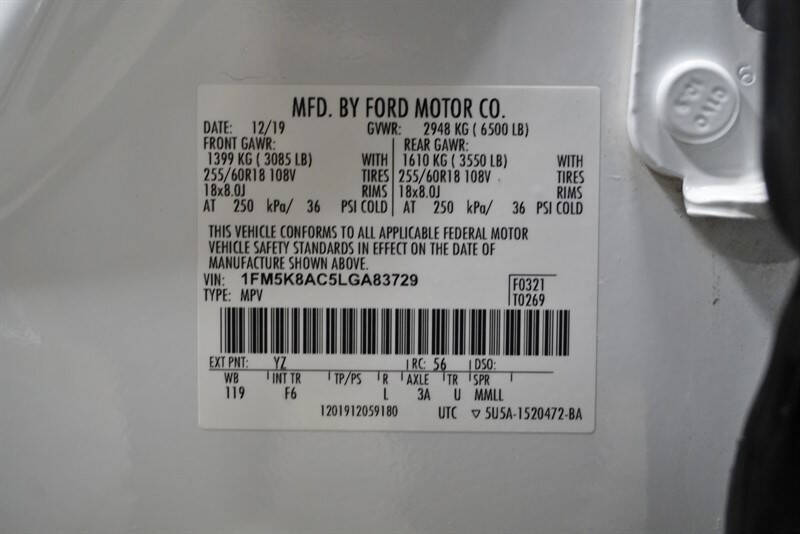 MFD. BY FORD MOTOR CO.
DATE: 12/19 GVWR: 2948 KG ( 6500 LB)
FRONT GAWR: REAR GAWR:
1399 KG ( 3085 LB) WITH 1610 KG ( 3550 LB) WITH
255/60R18 108V TIRES 255/60R18 108V TIRES
18x8.0J RIMS 18x8.0J RIMS
AT 250 kPa/ 36 PSI COLD AT 250 kPa/ 36 PSI COLD
THIS VEHICLE CONFORMS TO ALL APPLICABLE FEDERAL MOTOR
VEHICLE SAFETY STANDARDS IN EFFECT ON THE DATE OF
MANUFACTURE SHOWN ABOVE.
VIN: 1FM5K8AC5LGA83729 F0321
TYPE: MPV T0269
EXT PNT: YZ RC: 56 DSO:
WB INT TR TP/PS R AXLE TR SPR
119 F6 L 3A U MMLL
1201912059180 UTC ▽ 5U5A-1520472-BA